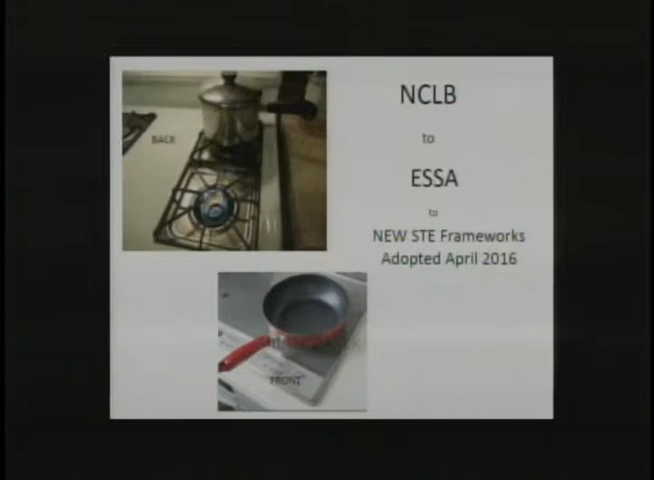 NCLB
to
ESSA
to
NEW STE Frameworks
Adopted April 2016
BACK
FRONT